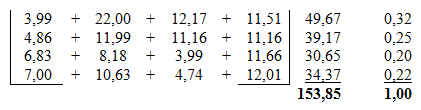 3,99 + 22,00 + 12,17 + 11,51 49,67 0,32
4,86 + 11,99 + 11,16 + 11,16 39,17 0,25
6,83 + 8,18 + 3,99 + 11,66 30,65 0,20
7,00 + 10,63 + 4,74 + 12,01 34,37 0,22
153,85 1,00